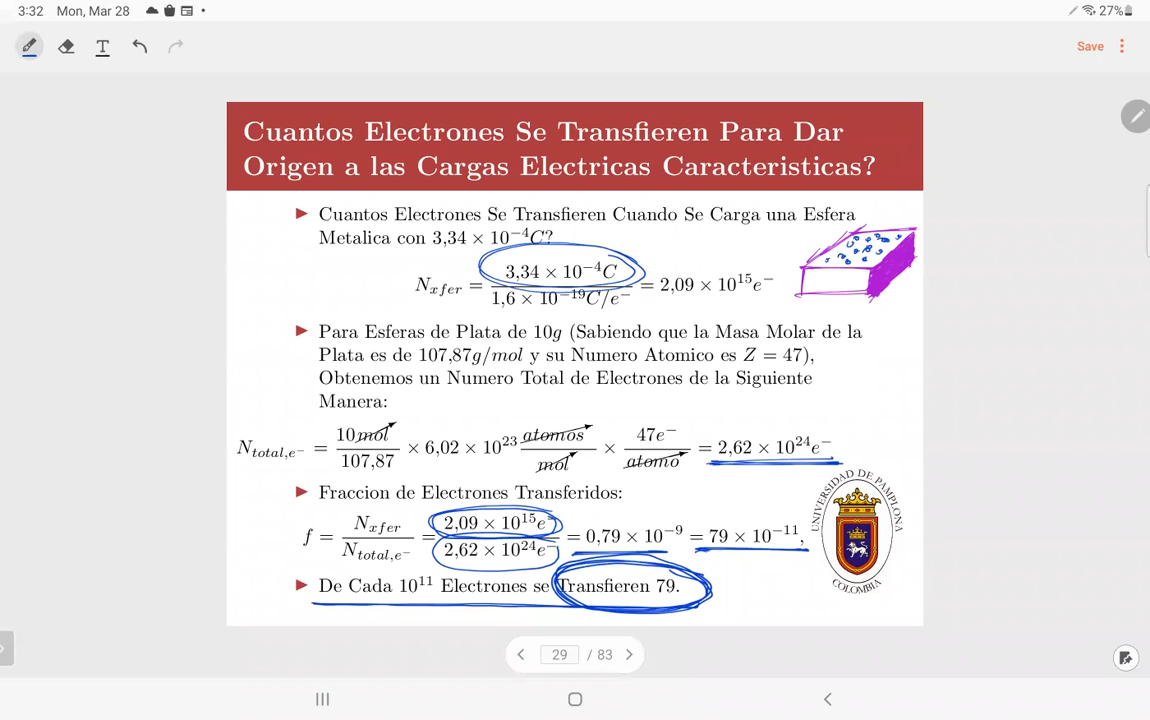 3:32 Mon, Mar 28
27%
T
Save
Cuantos Electrones Se Transfieren Para Dar
Origen a las Cargas Electricas Caracteristicas?
Cuantos Electrones Se Transfieren Cuando Se Carga una Esfera
Metalica con 3,34 × 10⁻⁴C?
N_xfer = 3,34 × 10⁻⁴C / 1,6 × 10⁻¹⁹C/e⁻ = 2,09 × 10¹⁵e⁻
Para Esferas de Plata de 10g (Sabiendo que la Masa Molar de la
Plata es de 107,87g/mol y su Numero Atomico es Z = 47),
Obtenemos un Numero Total de Electrones de la Siguiente
Manera:
N_total,e⁻ = 10mol / 107,87 × 6,02 × 10²³ atomos / mol × 47e⁻ / atomo = 2,62 × 10²⁴e⁻
Fraccion de Electrones Transferidos:
f = N_xfer / N_total,e⁻ = 2,09 × 10¹⁵e⁻ / 2,62 × 10²⁴e⁻ = 0,79 × 10⁻⁹ = 79 × 10⁻¹¹,
De Cada 10¹¹ Electrones se Transfieren 79.
UNIVERSIDAD DE PAMPLONA
COLOMBIA
29 / 83